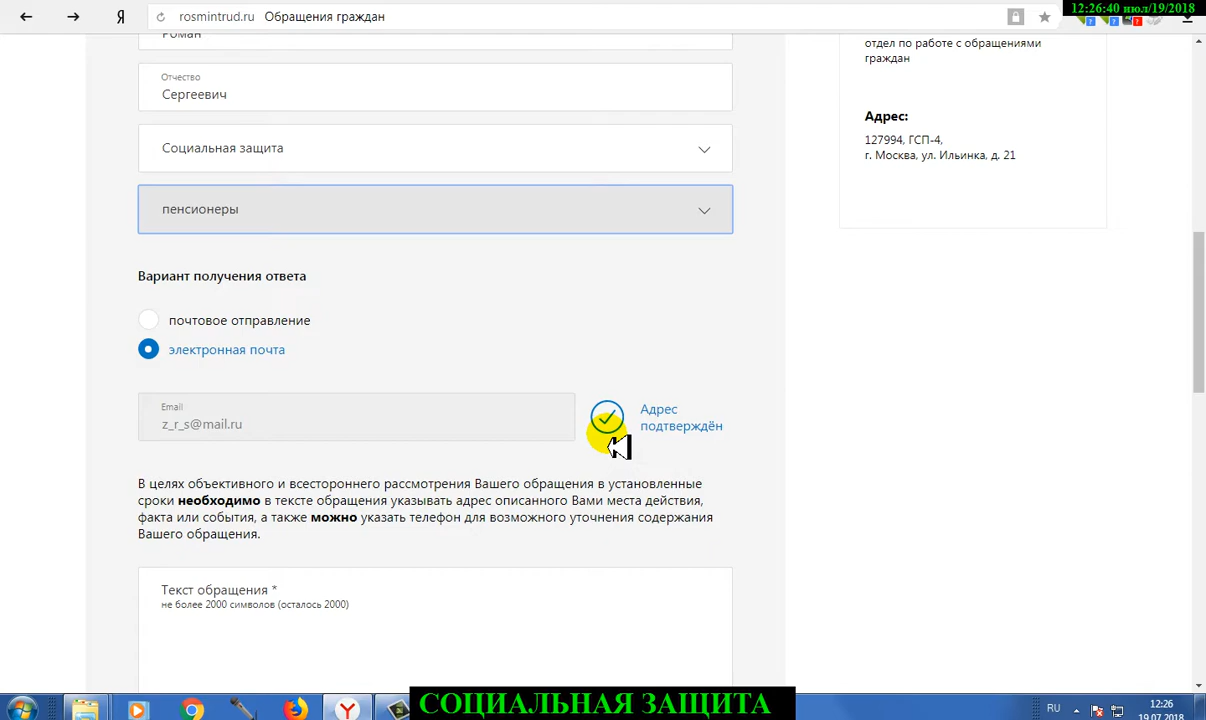 rosmintrud.ru Обращения граждан
12:26:40 июл/19/2018
Роман
Отчество
Сергеевич
Социальная защита
пенсионеры
Вариант получения ответа
почтовое отправление
электронная почта
Email
z_r_s@mail.ru
Адрес
подтверждён
В целях объективного и всестороннего рассмотрения Вашего обращения в установленные
сроки необходимо в тексте обращения указывать адрес описанного Вами места действия,
факта или события, а также можно указать телефон для возможного уточнения содержания
Вашего обращения.
Текст обращения *
не более 2000 символов (осталось 2000)
отдел по работе с обращениями
граждан
Адрес:
127994, ГСП-4,
г. Москва, ул. Ильинка, д. 21
СОЦИАЛЬНАЯ ЗАЩИТА
RU
12:26
19.07.2018